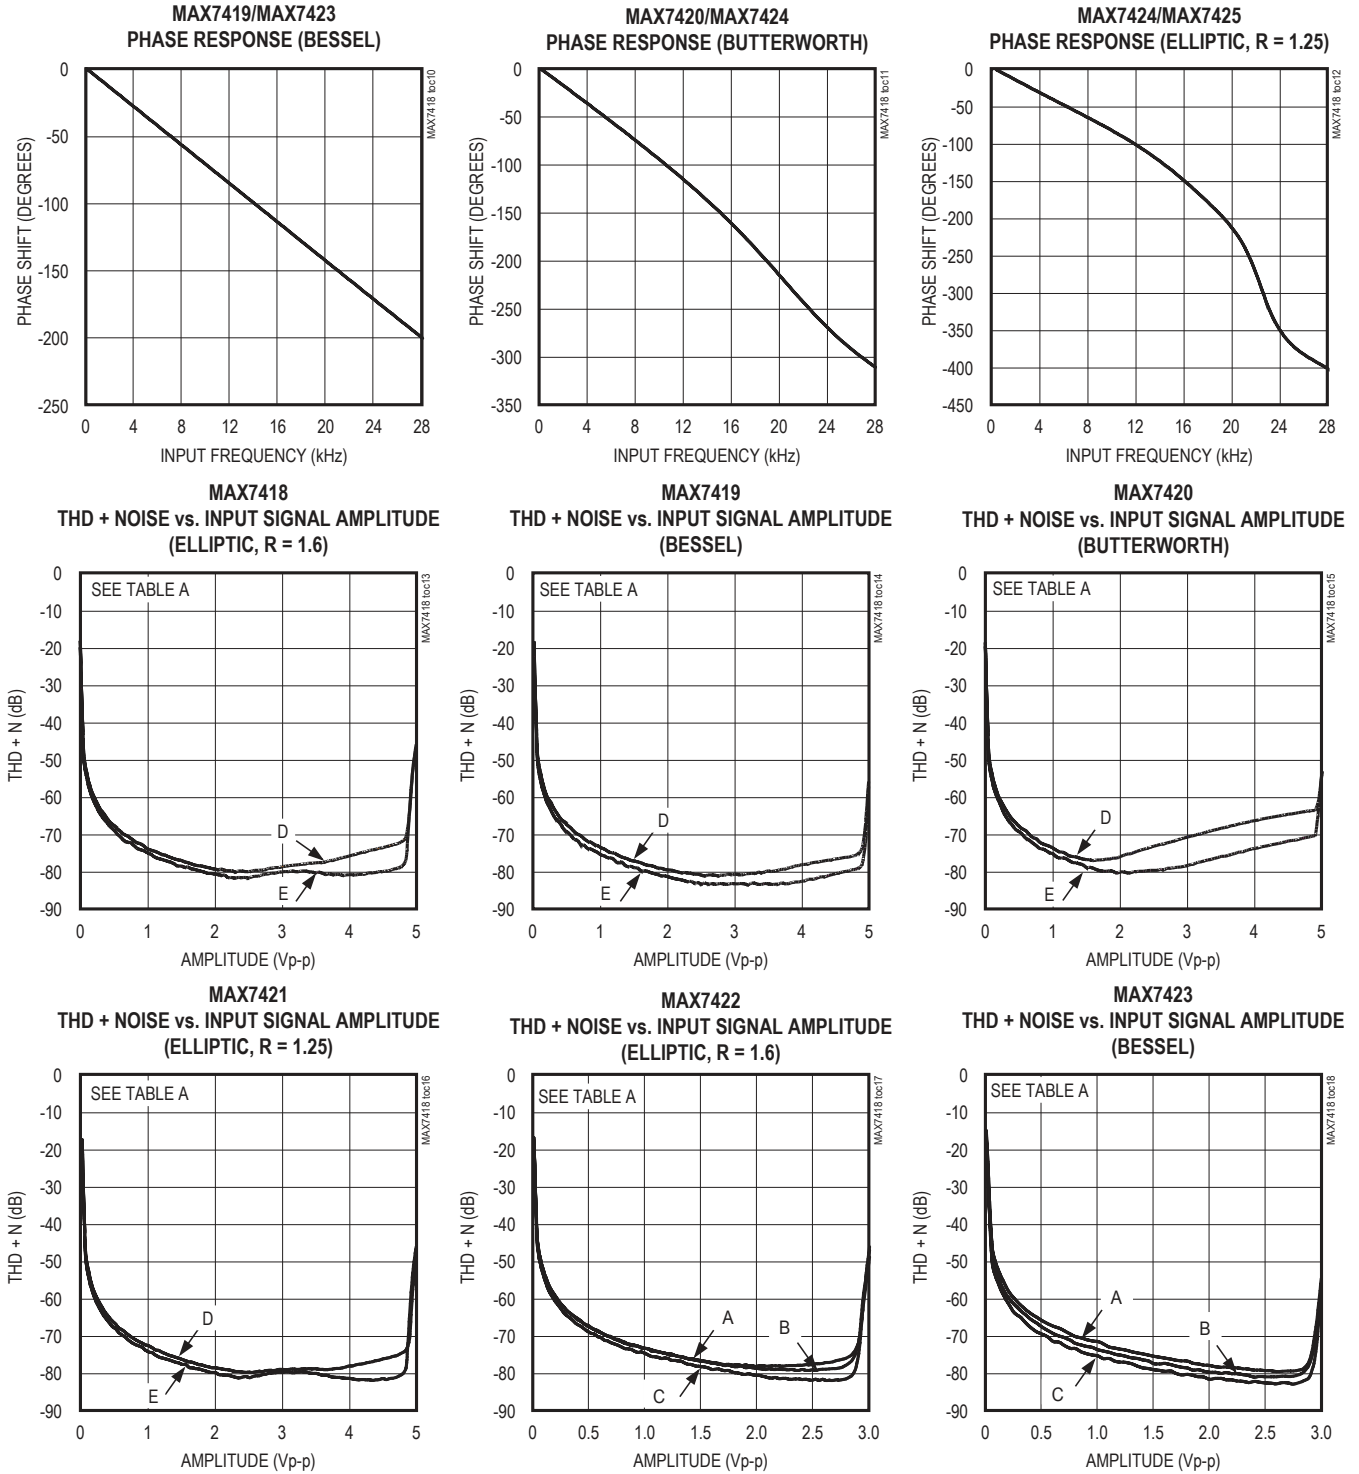 MAX7419/MAX7423
PHASE RESPONSE (BESSEL)
0
-50
-100
-150
-200
-250
PHASE SHIFT (DEGREES)
0 4 8 12 16 20 24 28
INPUT FREQUENCY (kHz)
MAX7418 toc10
MAX7420/MAX7424
PHASE RESPONSE (BUTTERWORTH)
0
-50
-100
-150
-200
-250
-300
-350
PHASE SHIFT (DEGREES)
0 4 8 12 16 20 24 28
INPUT FREQUENCY (kHz)
MAX7418 toc11
MAX7424/MAX7425
PHASE RESPONSE (ELLIPTIC, R = 1.25)
0
-50
-100
-150
-200
-250
-300
-350
-400
-450
PHASE SHIFT (DEGREES)
0 4 8 12 16 20 24 28
INPUT FREQUENCY (kHz)
MAX7418 toc12
MAX7418
THD + NOISE vs. INPUT SIGNAL AMPLITUDE
(ELLIPTIC, R = 1.6)
SEE TABLE A
0
-10
-20
-30
-40
-50
-60
-70
-80
-90
THD + N (dB)
D
E
0 1 2 3 4 5
AMPLITUDE (Vp-p)
MAX7418 toc13
MAX7419
THD + NOISE vs. INPUT SIGNAL AMPLITUDE
(BESSEL)
SEE TABLE A
0
-10
-20
-30
-40
-50
-60
-70
-80
-90
THD + N (dB)
D
E
0 1 2 3 4 5
AMPLITUDE (Vp-p)
MAX7418 toc14
MAX7420
THD + NOISE vs. INPUT SIGNAL AMPLITUDE
(BUTTERWORTH)
SEE TABLE A
0
-10
-20
-30
-40
-50
-60
-70
-80
-90
THD + N (dB)
D
E
0 1 2 3 4 5
AMPLITUDE (Vp-p)
MAX7418 toc15
MAX7421
THD + NOISE vs. INPUT SIGNAL AMPLITUDE
(ELLIPTIC, R = 1.25)
SEE TABLE A
0
-10
-20
-30
-40
-50
-60
-70
-80
-90
THD + N (dB)
D
E
0 1 2 3 4 5
AMPLITUDE (Vp-p)
MAX7418 toc16
MAX7422
THD + NOISE vs. INPUT SIGNAL AMPLITUDE
(ELLIPTIC, R = 1.6)
SEE TABLE A
0
-10
-20
-30
-40
-50
-60
-70
-80
-90
THD + N (dB)
A
B
C
0 0.5 1.0 1.5 2.0 2.5 3.0
AMPLITUDE (Vp-p)
MAX7418 toc17
MAX7423
THD + NOISE vs. INPUT SIGNAL AMPLITUDE
(BESSEL)
SEE TABLE A
0
-10
-20
-30
-40
-50
-60
-70
-80
-90
THD + N (dB)
A
B
C
0 0.5 1.0 1.5 2.0 2.5 3.0
AMPLITUDE (Vp-p)
MAX7418 toc18